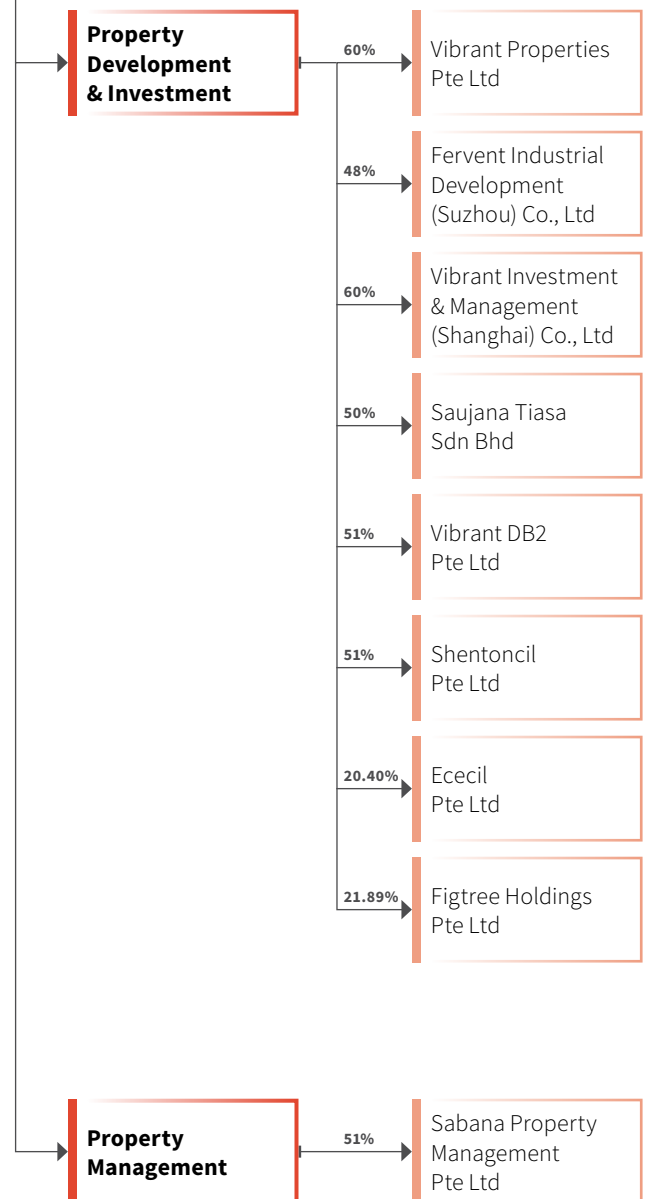 Property
Development
& Investment
60%
Vibrant Properties
Pte Ltd
48%
Fervent Industrial
Development
(Suzhou) Co., Ltd
60%
Vibrant Investment
& Management
(Shanghai) Co., Ltd
50%
Saujana Tiasa
Sdn Bhd
51%
Vibrant DB2
Pte Ltd
51%
Shentoncil
Pte Ltd
20.40%
Ececil
Pte Ltd
21.89%
Figtree Holdings
Pte Ltd
Property
Management
51%
Sabana Property
Management
Pte Ltd